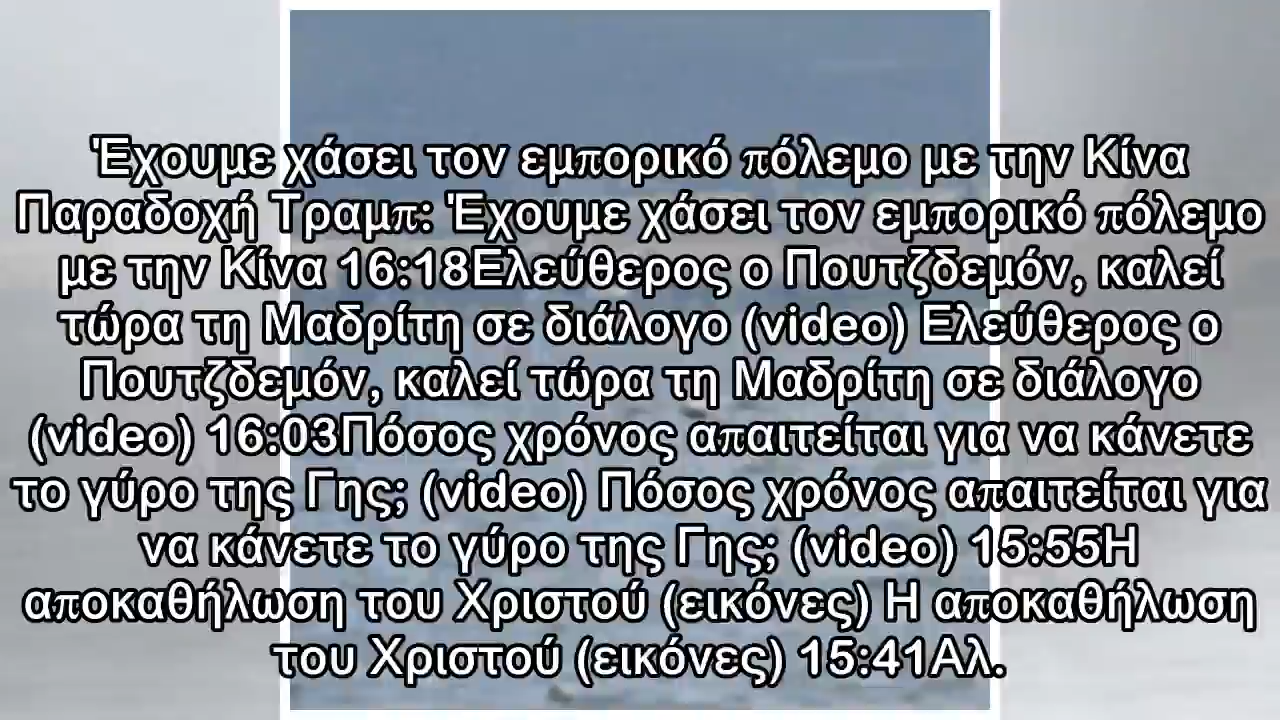 Έχουμε χάσει τον εμπορικό πόλεμο με την Κίνα
Παραδοχή Τραμπ: Έχουμε χάσει τον εμπορικό πόλεμο
με την Κίνα 16:18Ελεύθερος ο Πουτζδεμόν, καλεί
τώρα τη Μαδρίτη σε διάλογο (video) Ελεύθερος ο
Πουτζδεμόν, καλεί τώρα τη Μαδρίτη σε διάλογο
(video) 16:03Πόσος χρόνος απαιτείται για να κάνετε
το γύρο της Γης; (video) Πόσος χρόνος απαιτείται για
να κάνετε το γύρο της Γης; (video) 15:55Η
αποκαθήλωση του Χριστού (εικόνες) Η αποκαθήλωση
του Χριστού (εικόνες) 15:41Αλ.